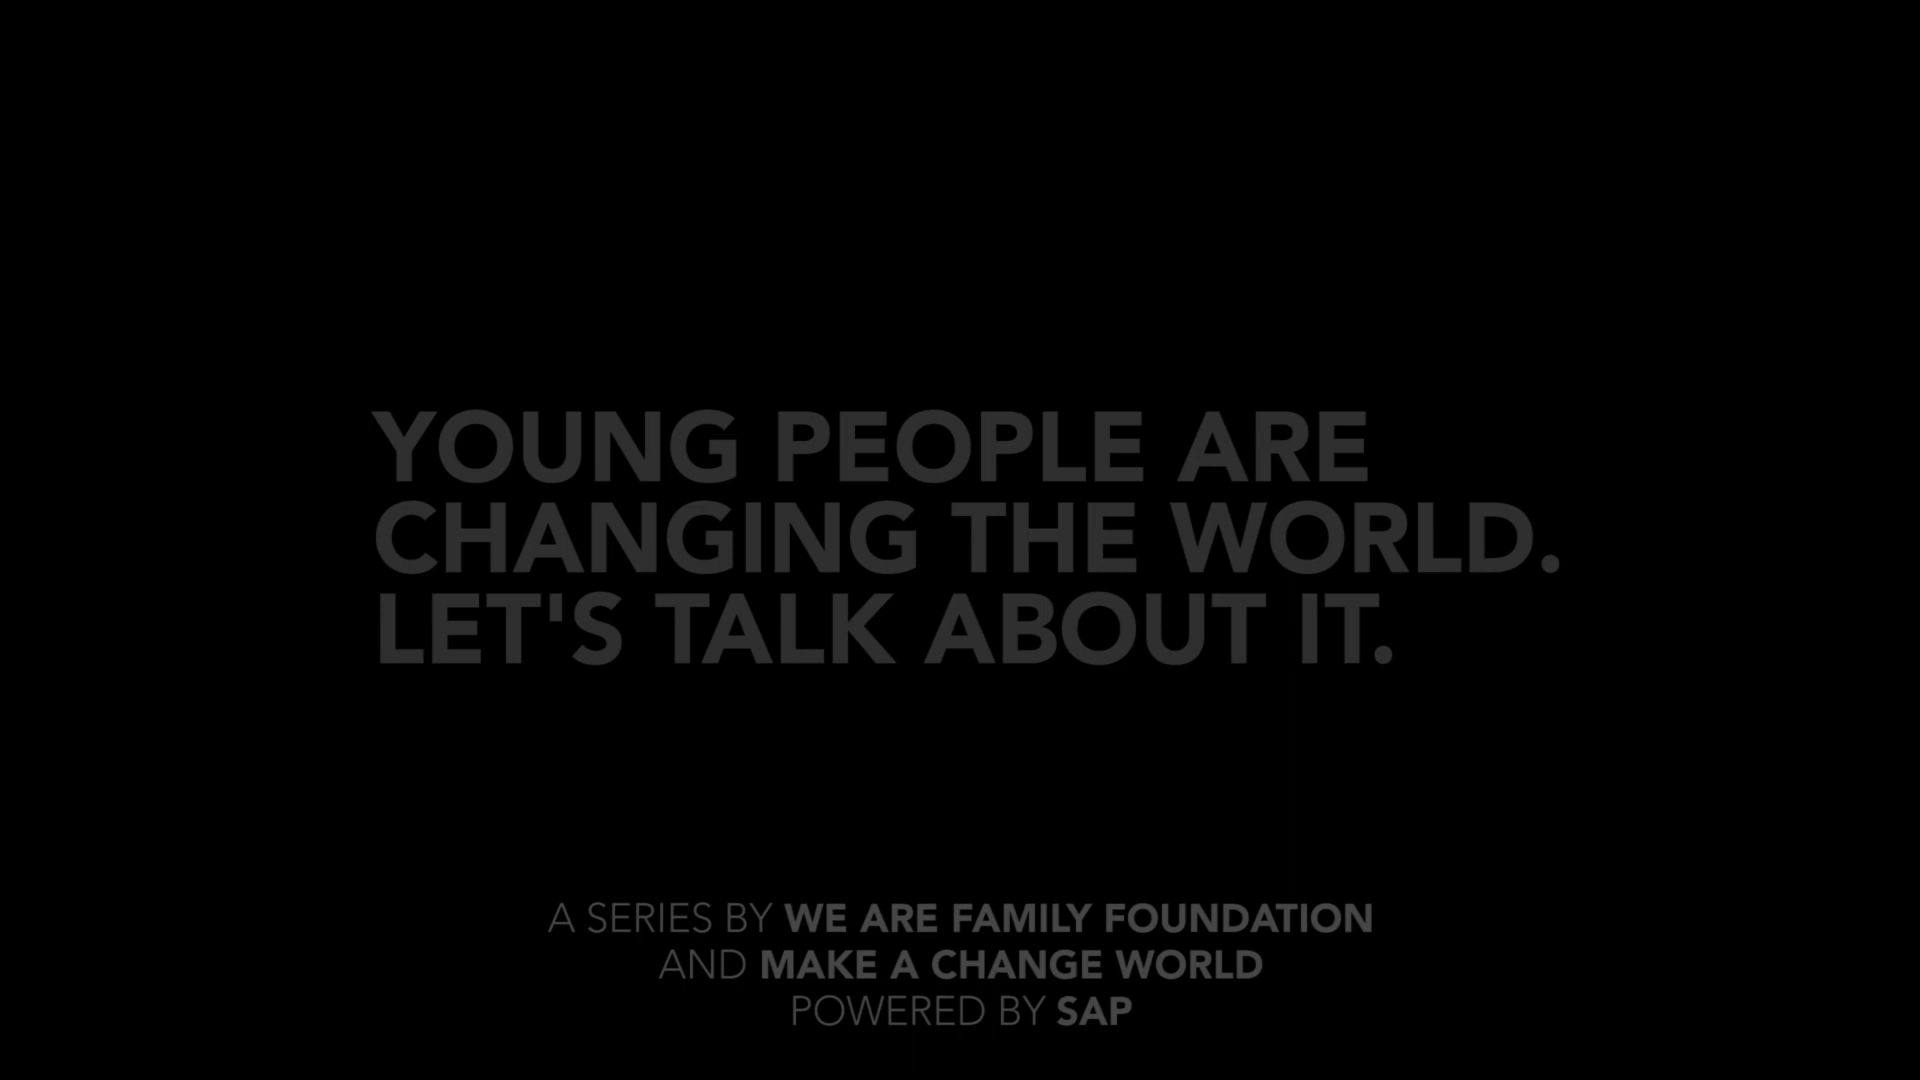 YOUNG PEOPLE ARE
CHANGING THE WORLD.
LET'S TALK ABOUT IT.
A SERIES BY WE ARE FAMILY FOUNDATION
AND MAKE A CHANGE WORLD
POWERED BY SAP